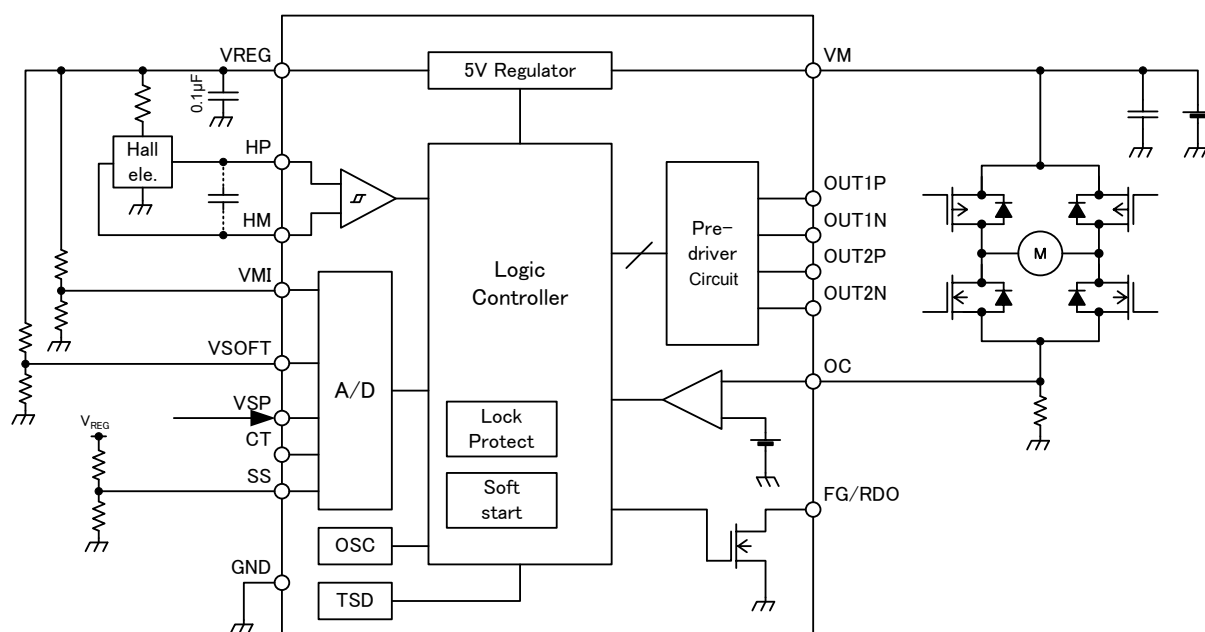 VREG
VM
5V Regulator
0.1μF
Hall
ele.
HP
HM
OUT1P
OUT1N
OUT2P
OUT2N
Pre-
driver
Circuit
M
Logic
Controller
VMI
VSOFT
A/D
OC
VSP
CT
VREG
SS
Lock
Protect
Soft
start
FG/RDO
OSC
GND
TSD